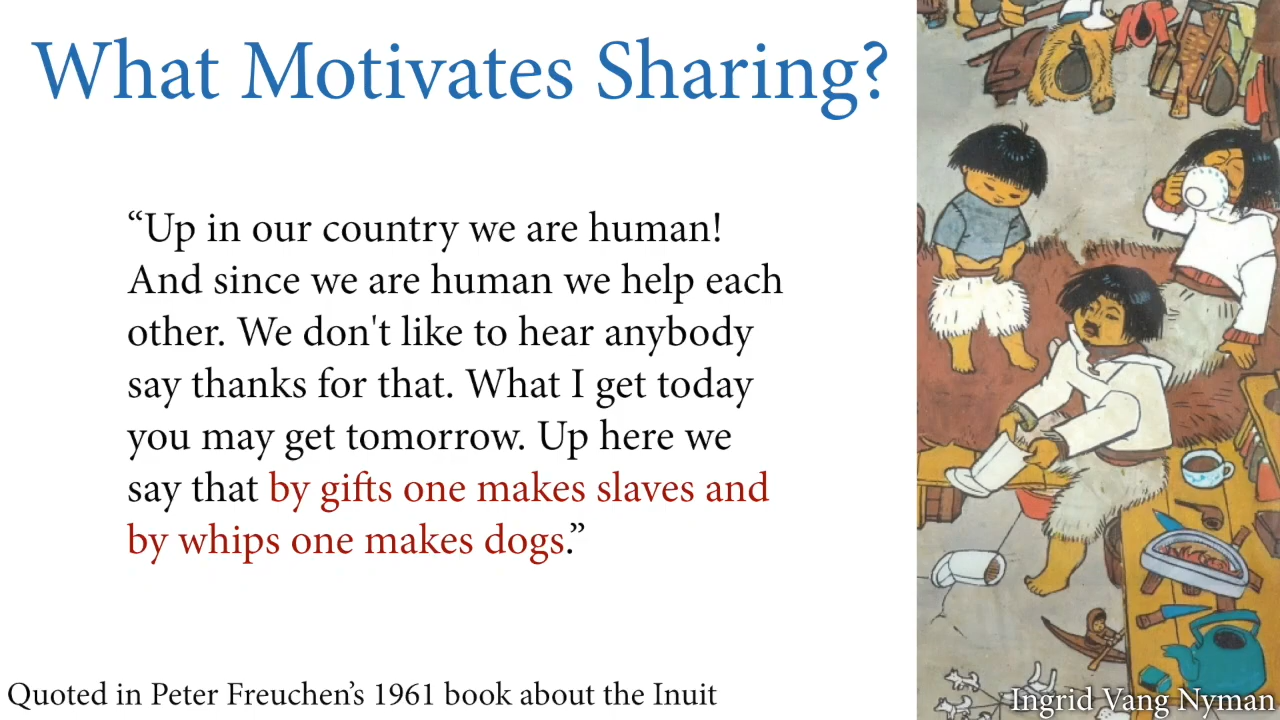 What Motivates Sharing?
“Up in our country we are human!
And since we are human we help each
other. We don't like to hear anybody
say thanks for that. What I get today
you may get tomorrow. Up here we
say that by gifts one makes slaves and
by whips one makes dogs.”
Quoted in Peter Freuchen’s 1961 book about the Inuit
Ingrid Vang Nyman